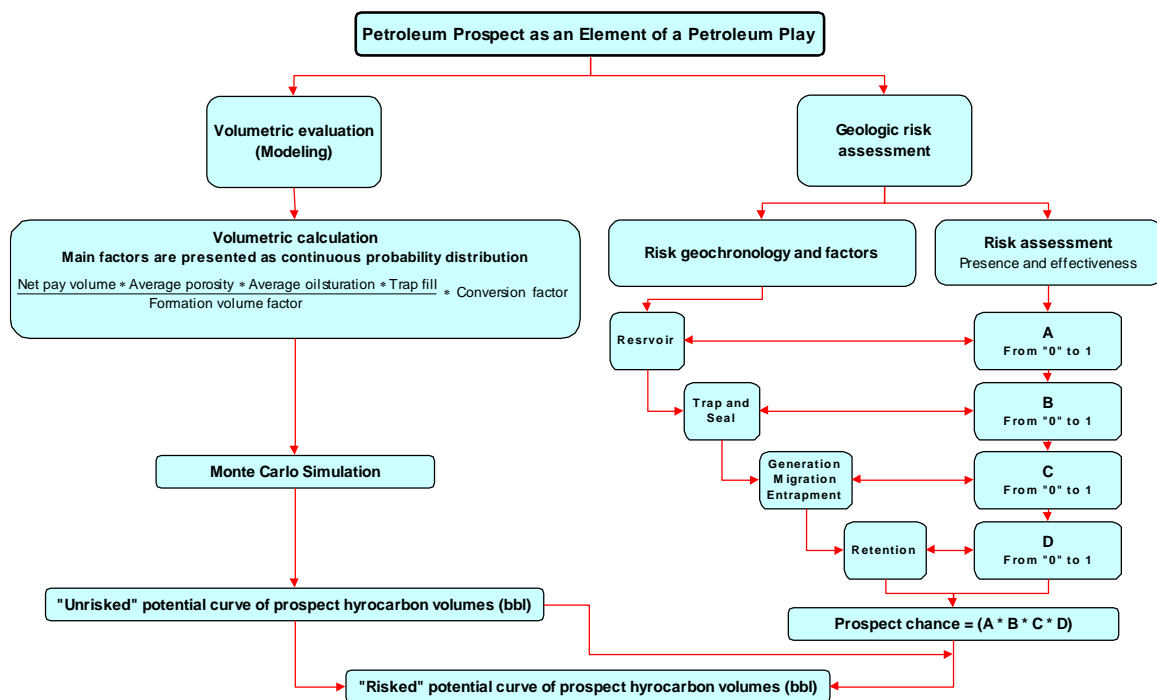 Petroleum Prospect as an Element of a Petroleum Play
Volumetric evaluation
(Modeling)
Geologic risk
assessment
Volumetric calculation
Main factors are presented as continuous probability distribution
Net pay volume * Average porosity * Average oilsturation * Trap fill
Formation volume factor
* Conversion factor
Risk geochronology and factors
Risk assessment
Presence and effectiveness
Resrvoir
A
From "0" to 1
Trap and
Seal
B
From "0" to 1
Monte Carlo Simulation
Generation
Migration
Entrapment
C
From "0" to 1
Retention
D
From "0" to 1
"Unrisked" potential curve of prospect hyrocarbon volumes (bbl)
Prospect chance = (A * B * C * D)
"Risked" potential curve of prospect hyrocarbon volumes (bbl)